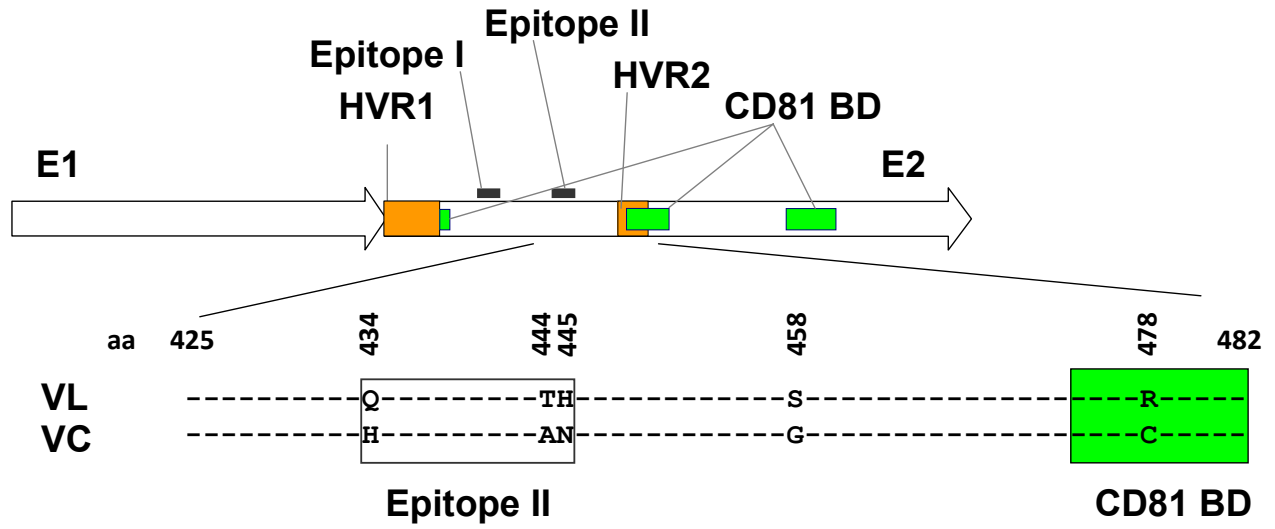 Epitope II
Epitope I
HVR2
HVR1
CD81 BD
E1
E2
aa 425 434 444 445 458 478 482
VL ----------------Q---------TH------------S--------------------R----
VC ----------------H---------AN------------G--------------------C----
Epitope II
CD81 BD